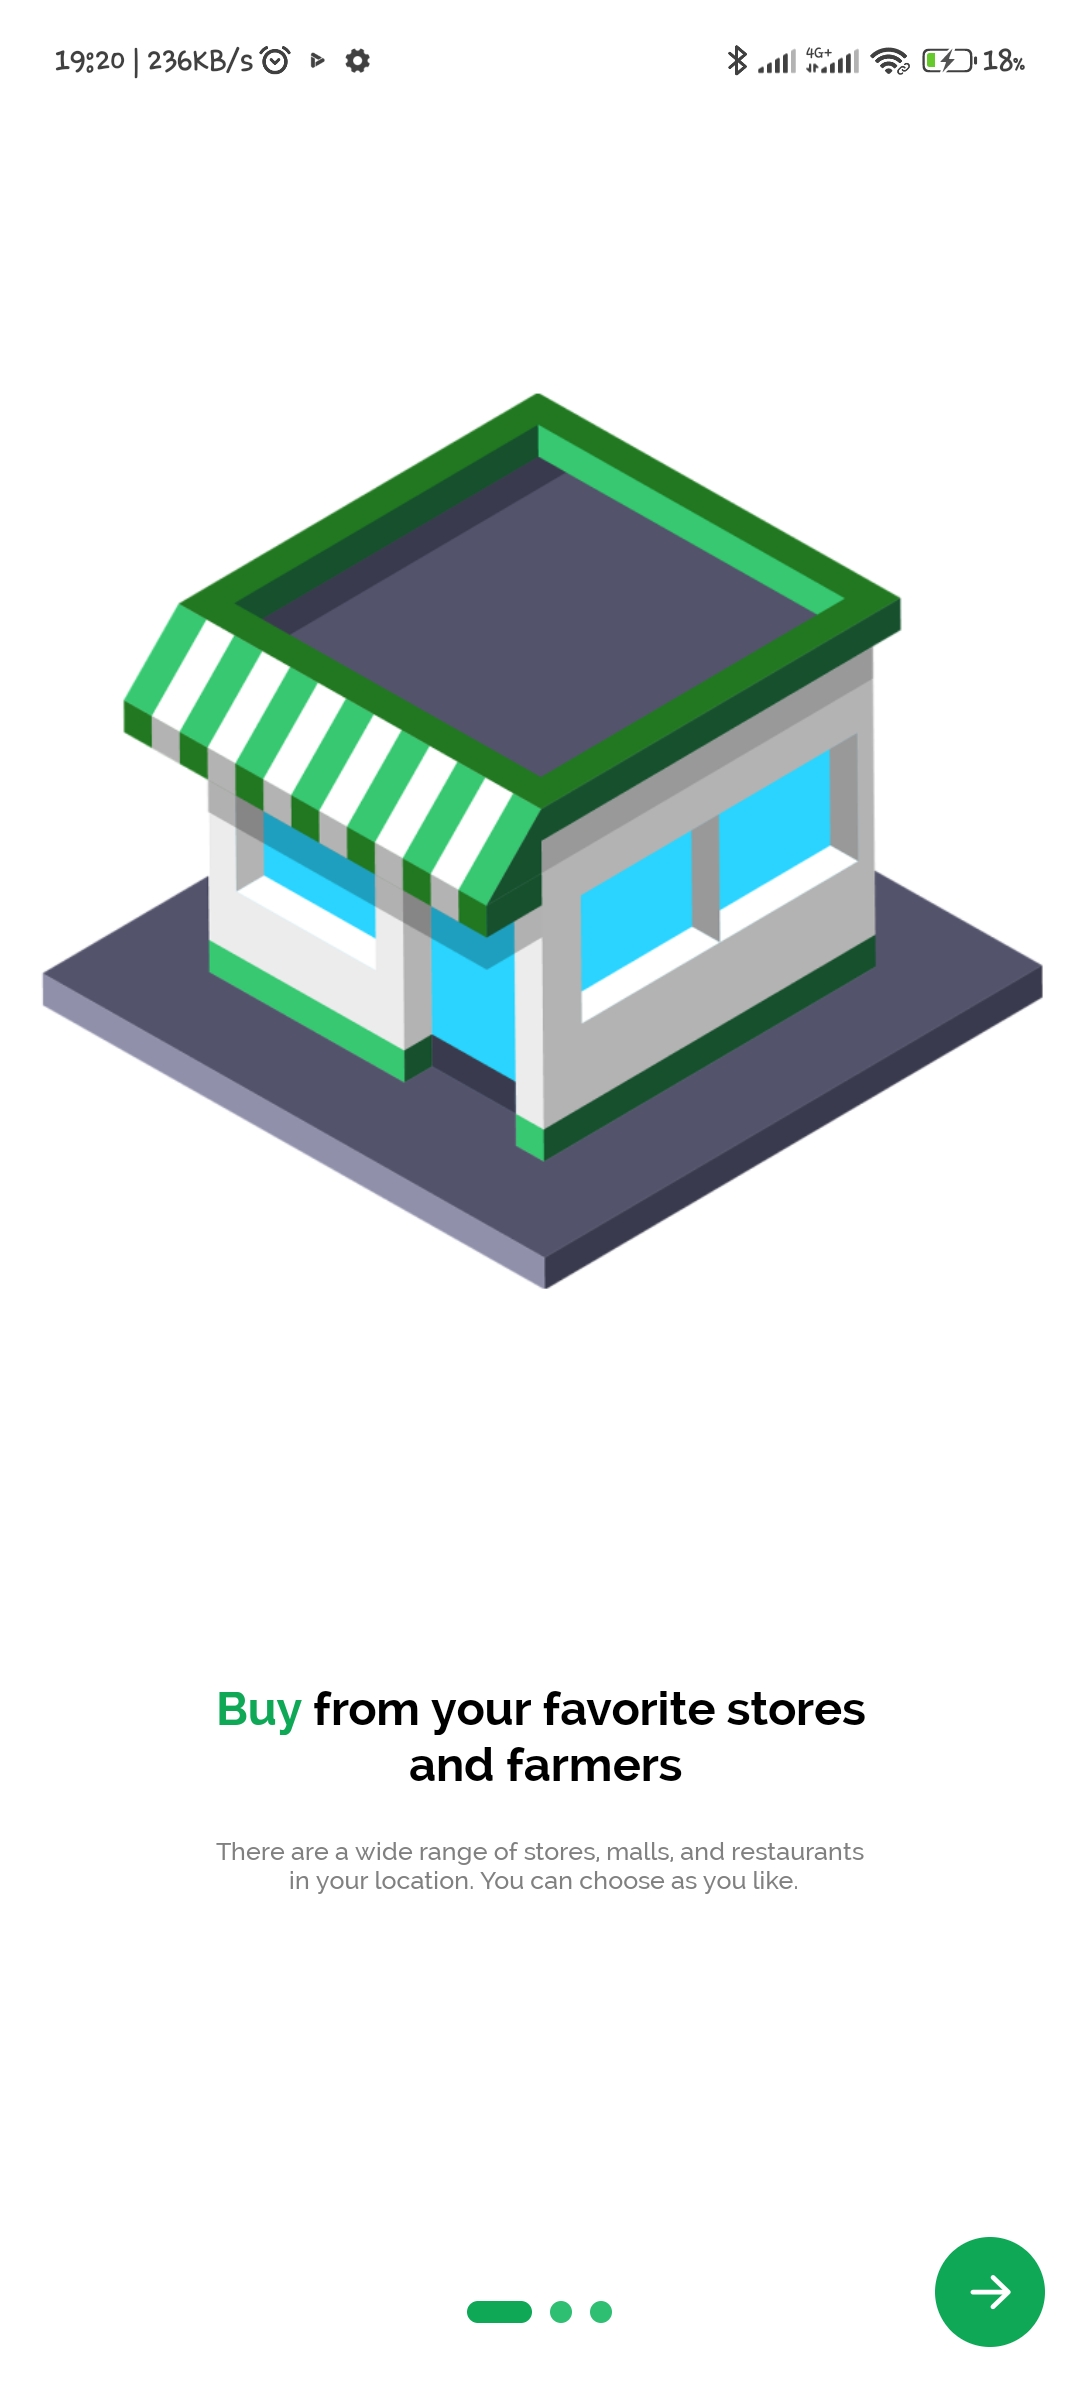 19:20 | 236KB/s
4G+
18%
Buy from your favorite stores
and farmers
There are a wide range of stores, malls, and restaurants
in your location. You can choose as you like.